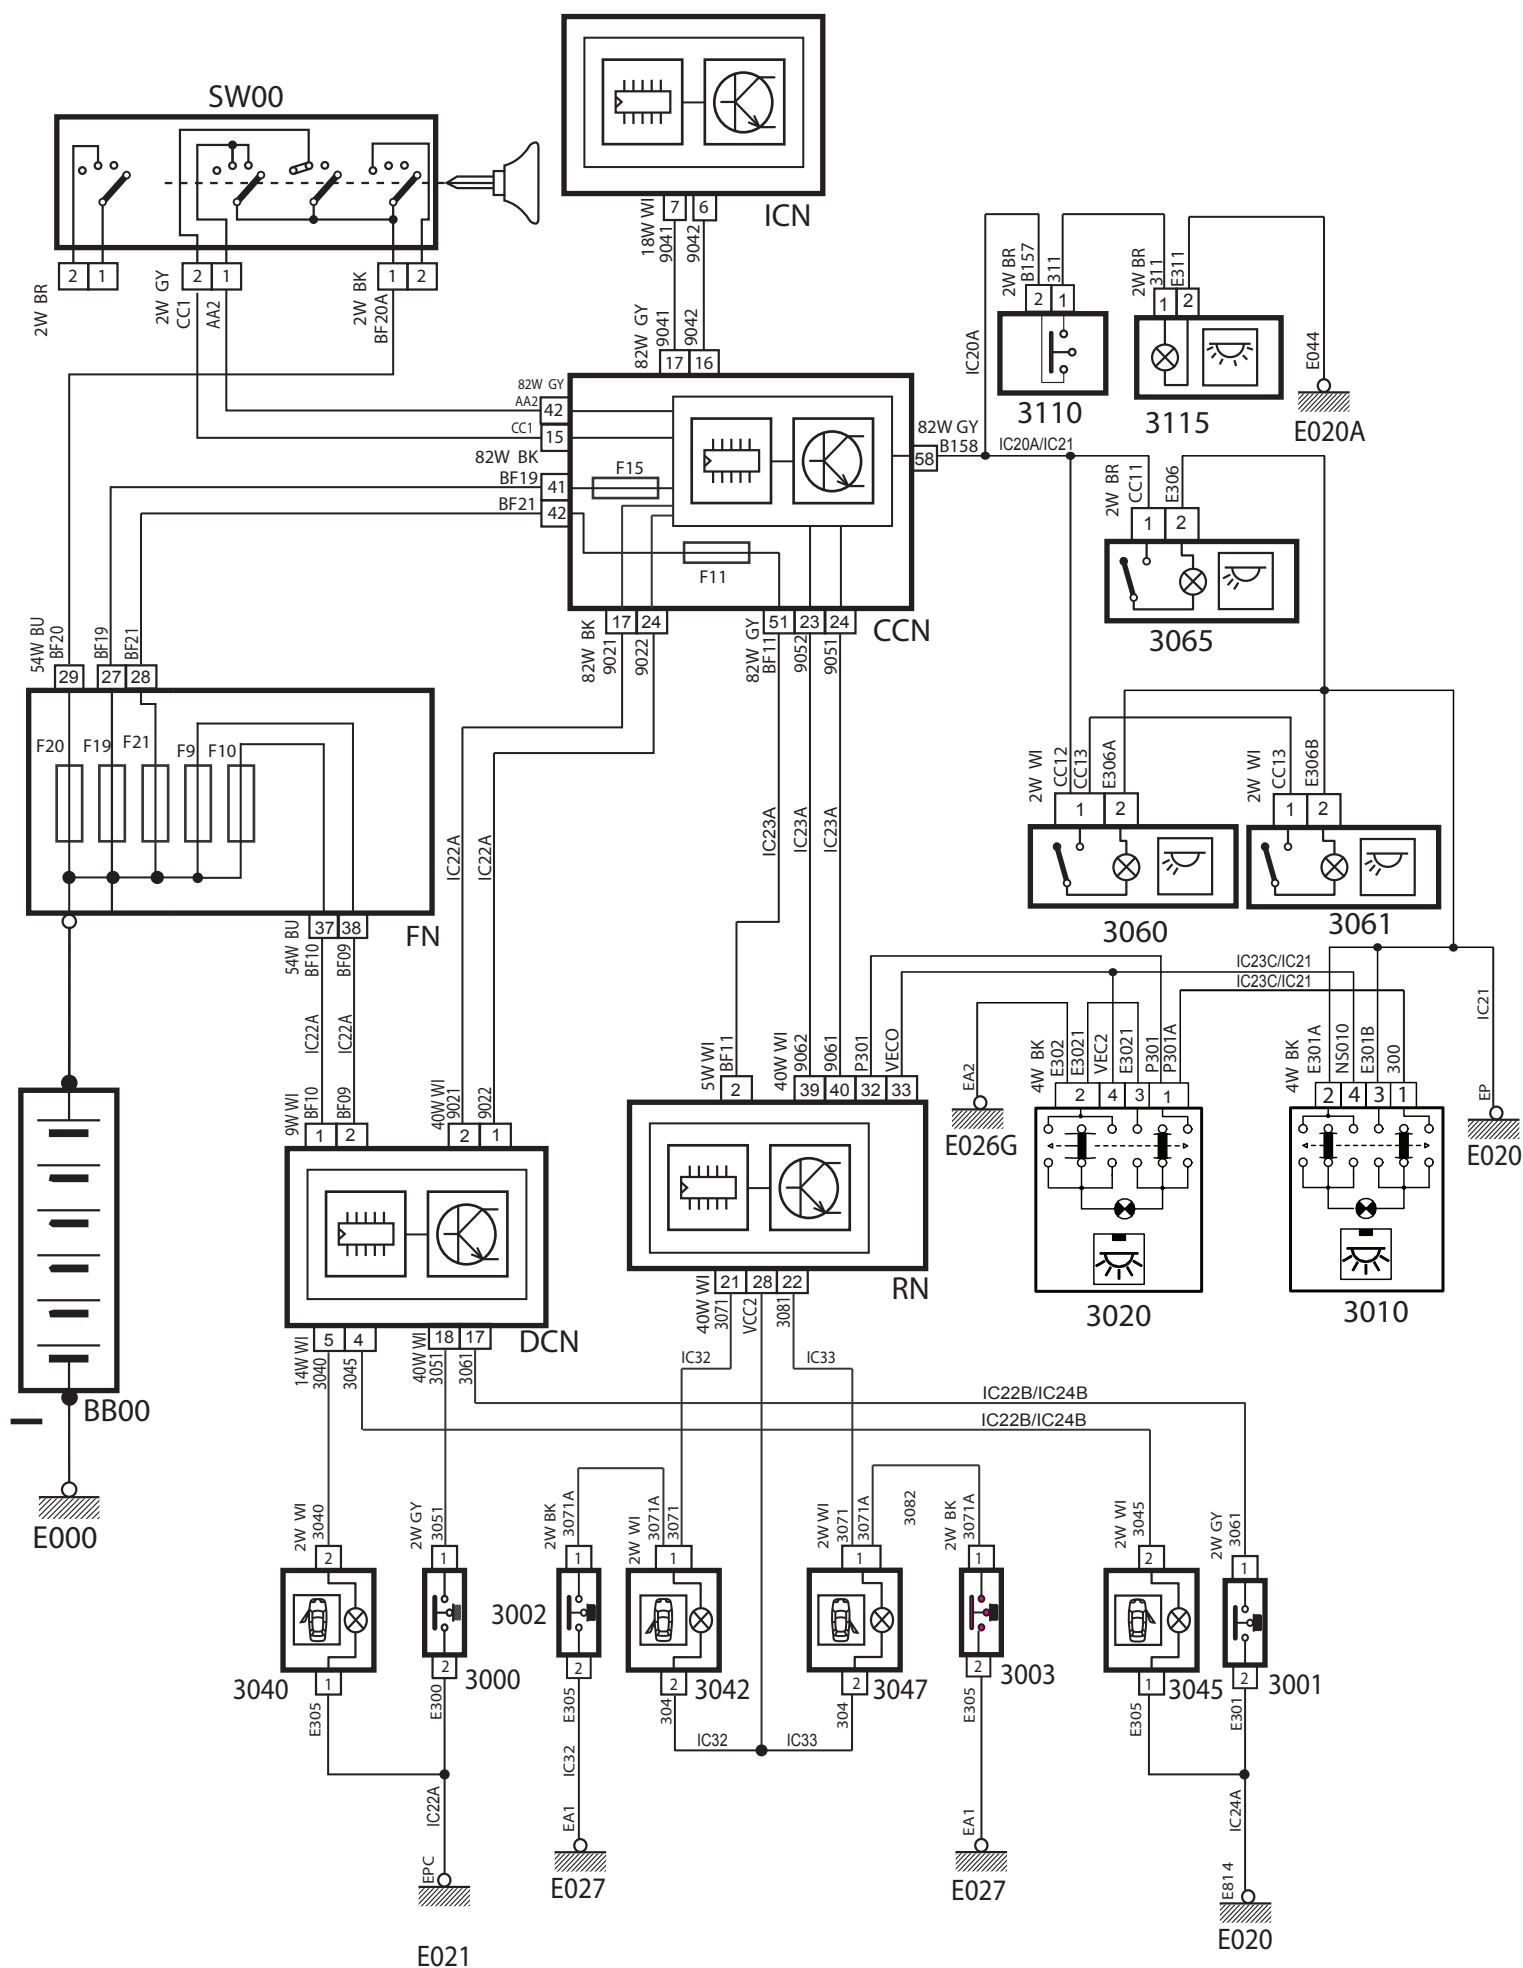 SW00
2
1
2W BR
2
1
2W GY
CC1
AA2
1
2
2W BK
BF20A
ICN
7
6
18W WI
9041
9042
82W GY
9041
9042
17
16
82W GY
AA2
42
CC1
15
82W BK
BF19
41
BF21
42
F15
F11
82W GY
B158
58
CCN
17
24
82W BK
9021
9022
51
23
24
82W GY
BF11
9052
9051
IC20A
IC20A/IC21
2W BR
B157
311
2
1
3110
2W BR
311
E311
1
2
3115
E044
E020A
2W BR
CC11
E306
1
2
3065
2W WI
CC12
CC13
E306A
1
2
3060
2W WI
CC13
E306B
1
2
3061
54W BU
BF20
BF19
BF21
29
27
28
F20
F19
F21
F9
F10
FN
37
38
54W BU
BF10
BF09
IC22A
IC22A
IC22A
IC22A
IC23A
IC23A
IC23A
9W WI
BF10
BF09
1
2
40W WI
9021
9022
2
1
DCN
5
4
14W WI
3040
3045
18
17
40W WI
3051
3061
BB00
E000
5W WI
BF11
2
40W WI
9062
9061
P301
VECO
39
40
32
33
RN
21
28
22
40W WI
3071
VCC2
3081
IC32
IC33
IC23C/IC21
IC23C/IC21
EA2
E026G
4W BK
E302
E3021
VEC2
E3021
P301
P301A
2
4
3
1
3020
4W BK
E301A
NS010
E301B
300
2
4
3
1
3010
IC21
EP
E020
IC22B/IC24B
IC22B/IC24B
2W WI
3040
2
3040
1
E305
2W GY
3051
1
3000
2
E300
IC22A
EPC
E021
2W BK
3071A
1
3002
2
E305
IC32
EA1
E027
2W WI
3071A
3071
1
3042
2
304
IC32
IC33
2W WI
3071
3071A
1
3047
2
304
3082
2W BK
3071A
1
3003
2
E305
EA1
E027
2W WI
3045
2
3045
1
E305
2W GY
3061
1
3001
2
E301
IC24A
E814
E020